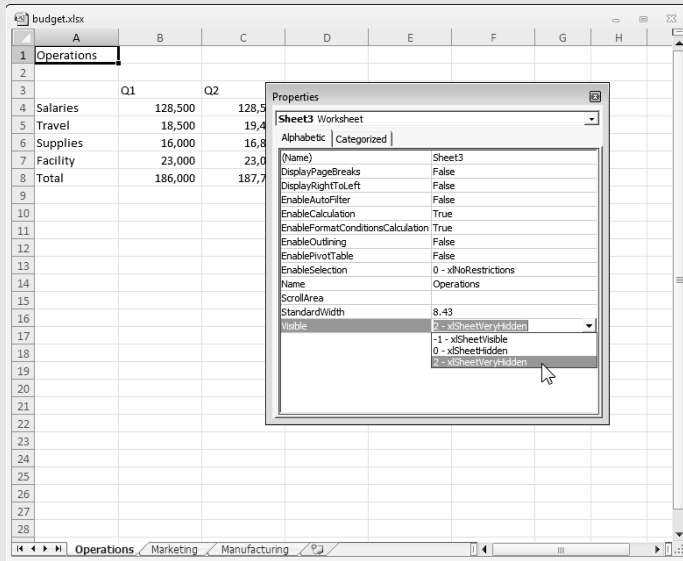 budget.xlsx
A B C D E F G H
1 Operations
2
3 Q1 Q2
4 Salaries 128,500 128,5
5 Travel 18,500 19,4
6 Supplies 16,000 16,8
7 Facility 23,000 23,0
8 Total 186,000 187,7
9
10
11
12
13
14
15
16
17
18
19
20
21
22
23
24
25
26
27
28
Properties
Sheet3 Worksheet
Alphabetic Categorized
(Name) Sheet3
DisplayPageBreaks False
DisplayRightToLeft False
EnableAutoFilter False
EnableCalculation True
EnableFormatConditionsCalculation True
EnableOutlining False
EnablePivotTable False
EnableSelection 0 - xlNoRestrictions
Name Operations
ScrollArea
StandardWidth 8.43
Visible 2 - xlSheetVeryHidden
-1 - xlSheetVisible
0 - xlSheetHidden
2 - xlSheetVeryHidden
Operations Marketing Manufacturing